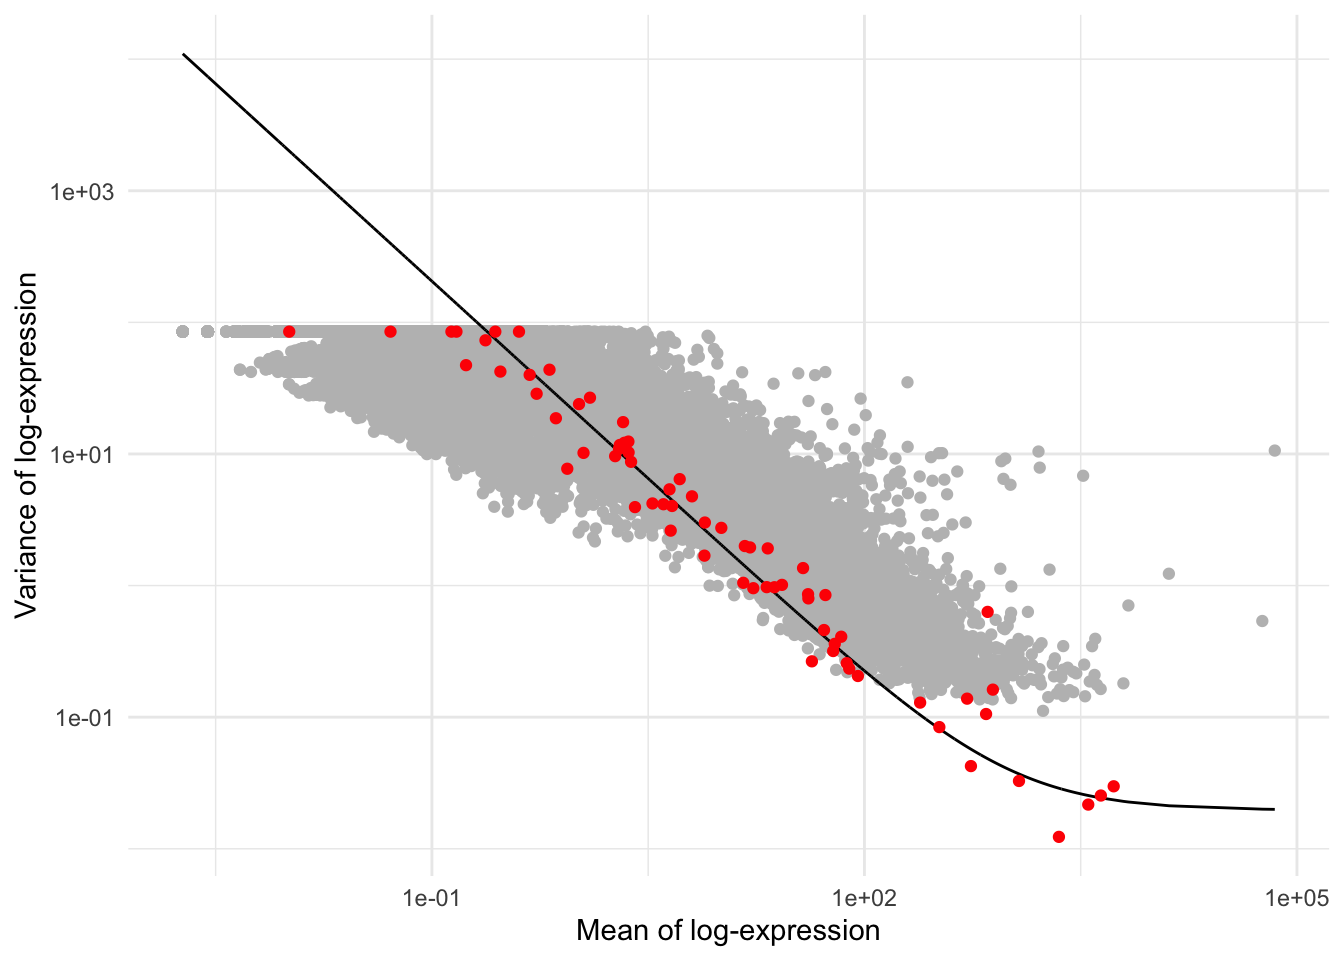 Variance of log-expression
1e+03
1e+01
1e-01
1e-01
1e+02
1e+05
Mean of log-expression